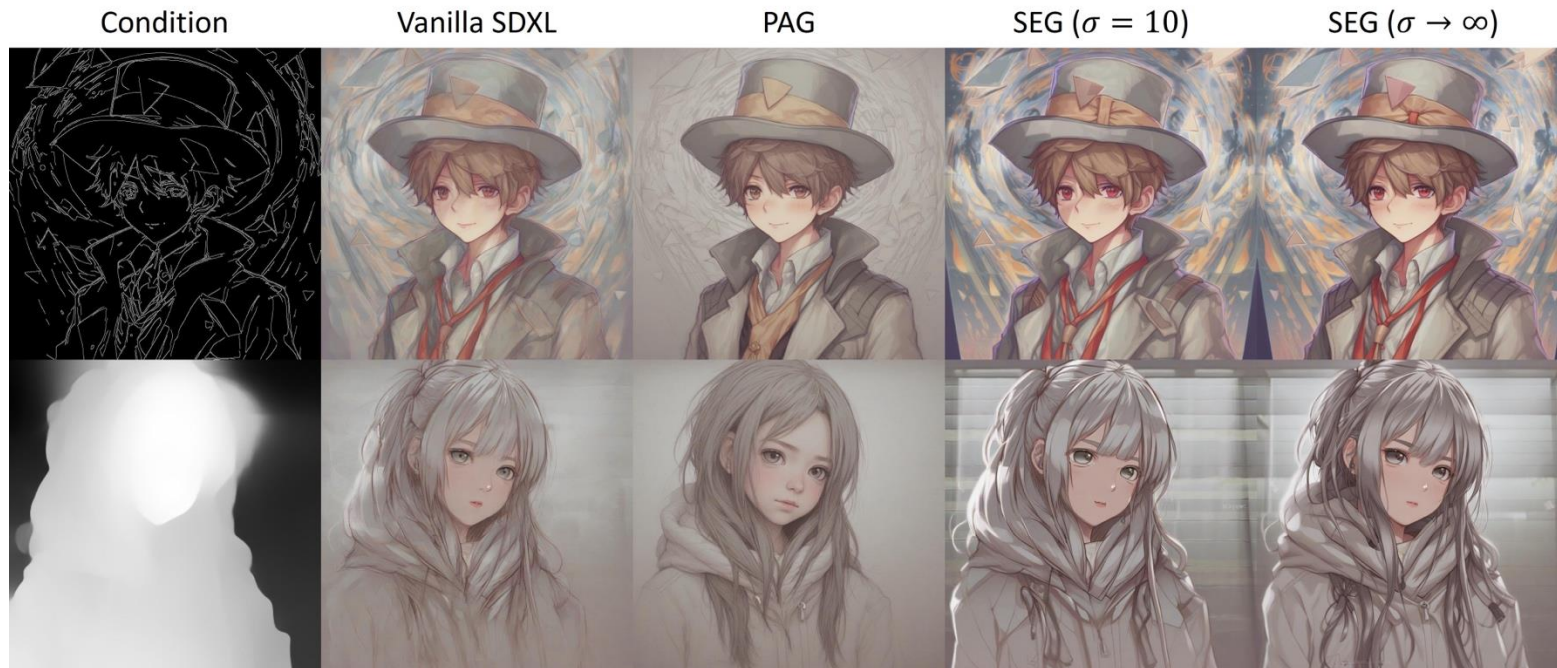 Condition Vanilla SDXL PAG SEG (σ = 10) SEG (σ → ∞)